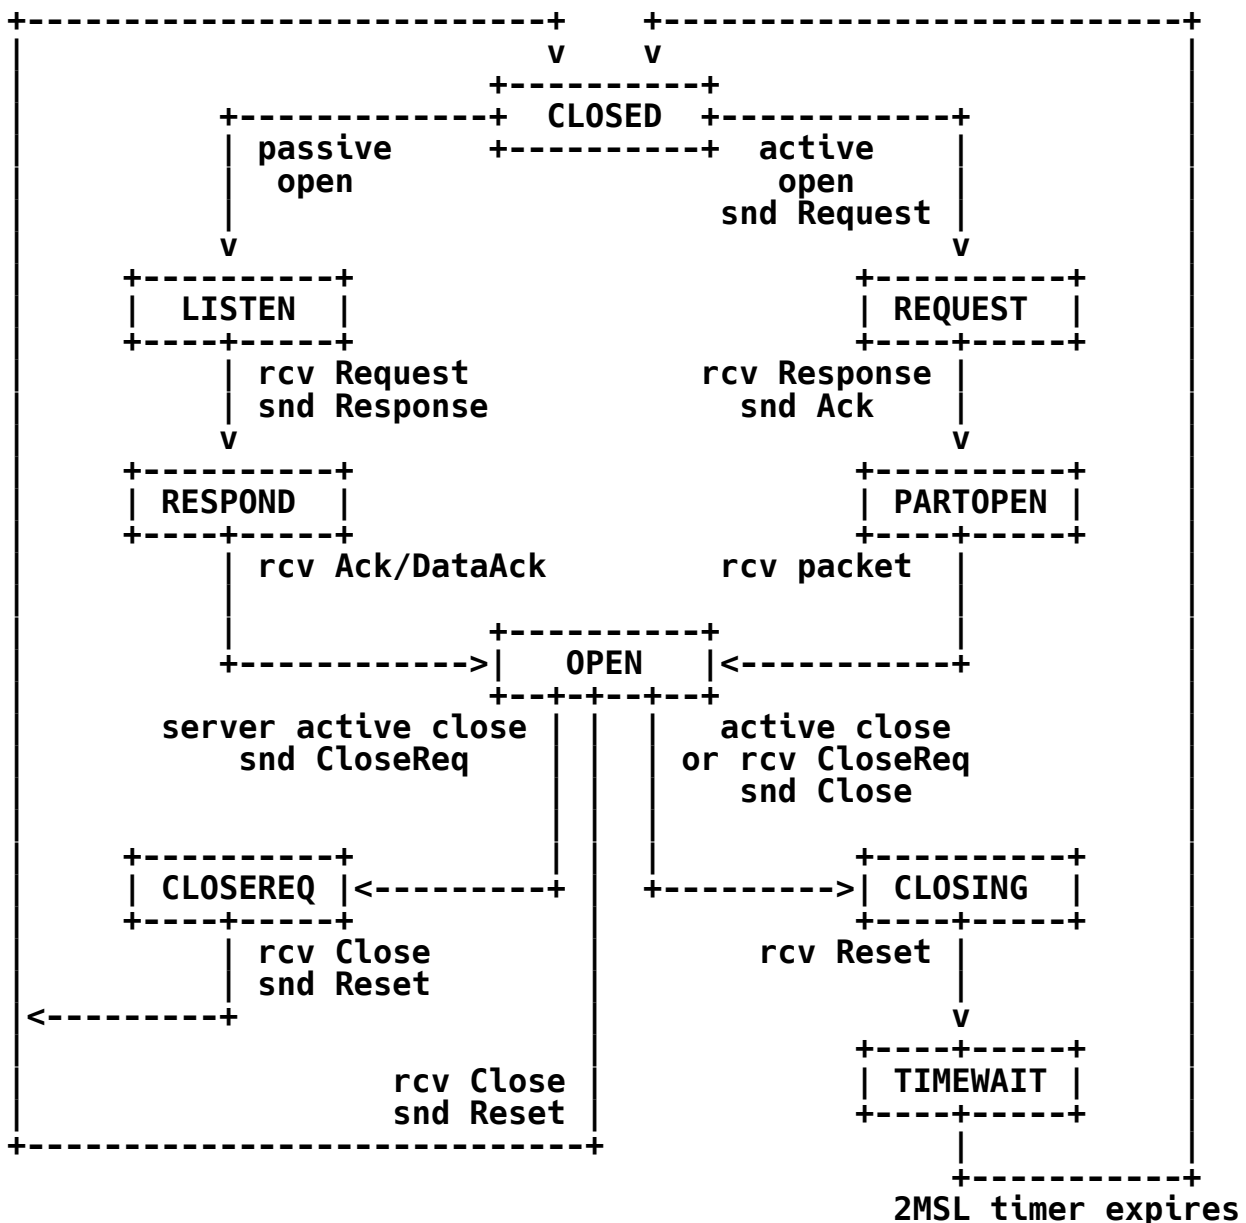 CLOSED
passive active
open open
snd Request
LISTEN REQUEST
rcv Request rcv Response
snd Response snd Ack
RESPOND PARTOPEN
rcv Ack/DataAck rcv packet
OPEN
server active close active close
snd CloseReq or rcv CloseReq
snd Close
CLOSEREQ CLOSING
rcv Close rcv Reset
snd Reset
rcv Close TIMEWAIT
snd Reset
2MSL timer expires